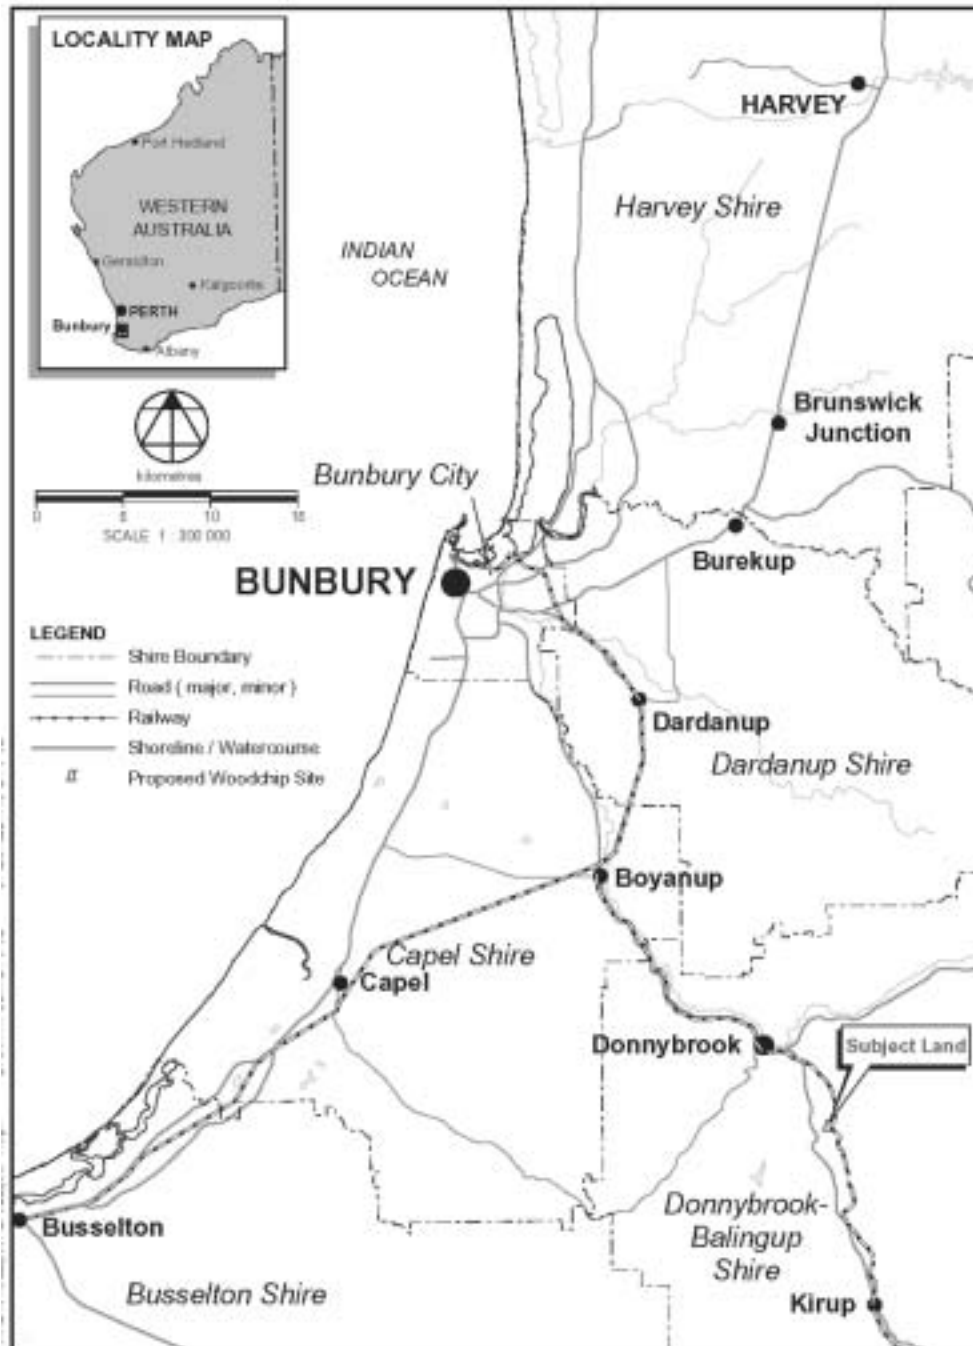 LOCALITY MAP
Port Hedland
WESTERN
AUSTRALIA
Geraldton
Kalgoorlie
PERTH
Bunbury
Albany
kilometres
0 5 10 15
SCALE 1 : 300 000
LEGEND
Shire Boundary
Road ( major, minor )
Railway
Shoreline / Watercourse
Proposed Woodchip Site
INDIAN
OCEAN
HARVEY
Harvey Shire
Brunswick
Junction
Bunbury City
BUNBURY
Burekup
Dardanup
Dardanup Shire
Boyanup
Capel Shire
Capel
Donnybrook
Subject Land
Busselton
Donnybrook-
Balingup
Shire
Busselton Shire
Kirup